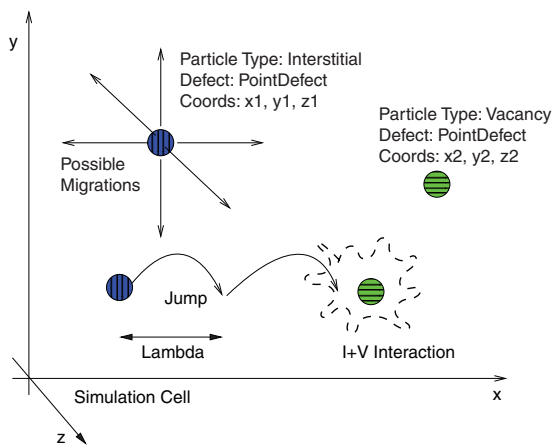 y
Particle Type: Interstitial
Defect: PointDefect
Coords: x1, y1, z1
Particle Type: Vacancy
Defect: PointDefect
Coords: x2, y2, z2
Possible
Migrations
Jump
Lambda
I+V Interaction
Simulation Cell
x
z